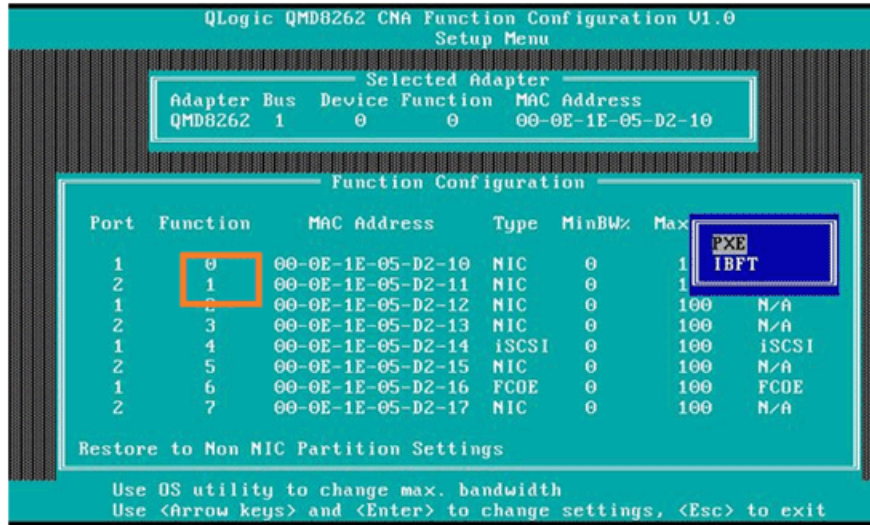 QLogic QMD8262 CNA Function Configuration V1.0
Setup Menu
Selected Adapter
Adapter Bus Device Function MAC Address
QMD8262 1 0 0 00-0E-1E-05-D2-10
Function Configuration
Port Function MAC Address Type MinBW% Max
PXE
IBFT
1 0 00-0E-1E-05-D2-10 NIC 0 1
2 1 00-0E-1E-05-D2-11 NIC 0 1
1 2 00-0E-1E-05-D2-12 NIC 0 100 N/A
2 3 00-0E-1E-05-D2-13 NIC 0 100 N/A
1 4 00-0E-1E-05-D2-14 iSCSI 0 100 iSCSI
2 5 00-0E-1E-05-D2-15 NIC 0 100 N/A
1 6 00-0E-1E-05-D2-16 FCOE 0 100 FCOE
2 7 00-0E-1E-05-D2-17 NIC 0 100 N/A
Restore to Non NIC Partition Settings
Use OS utility to change max. bandwidth
Use <Arrow keys> and <Enter> to change settings, <Esc> to exit